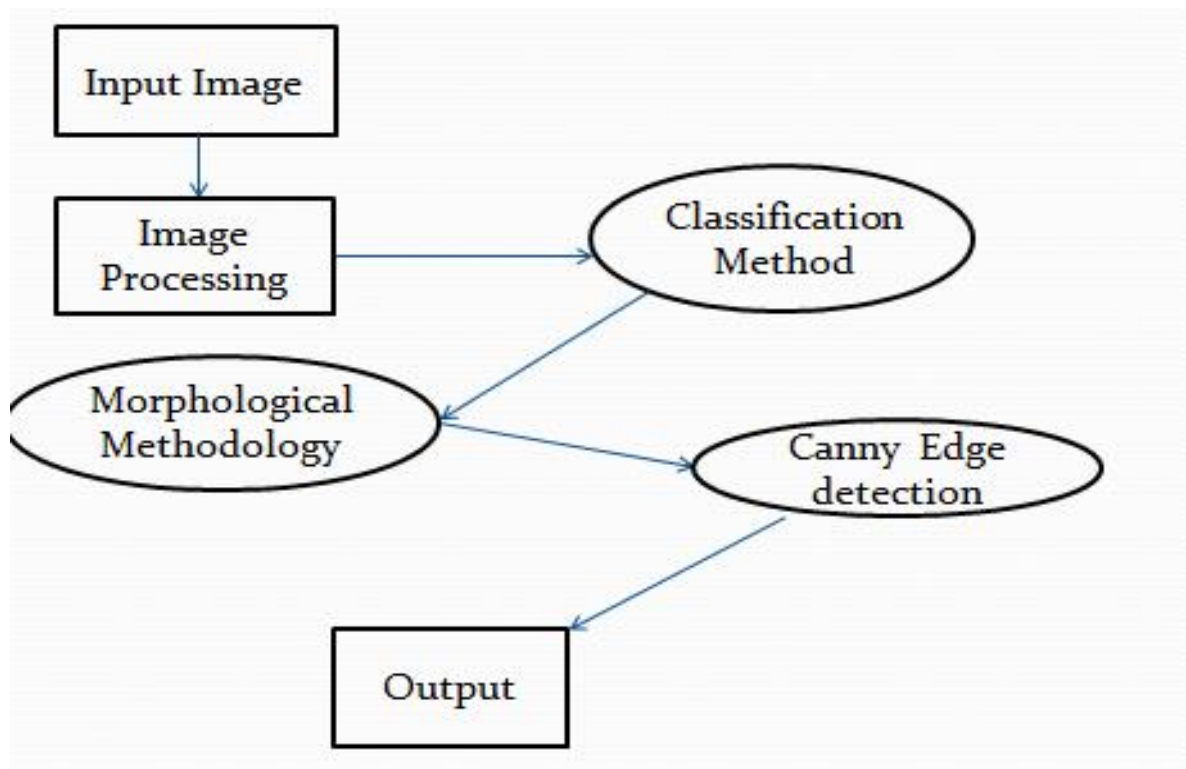 Input Image
Image
Processing
Classification
Method
Morphological
Methodology
Canny Edge
detection
Output